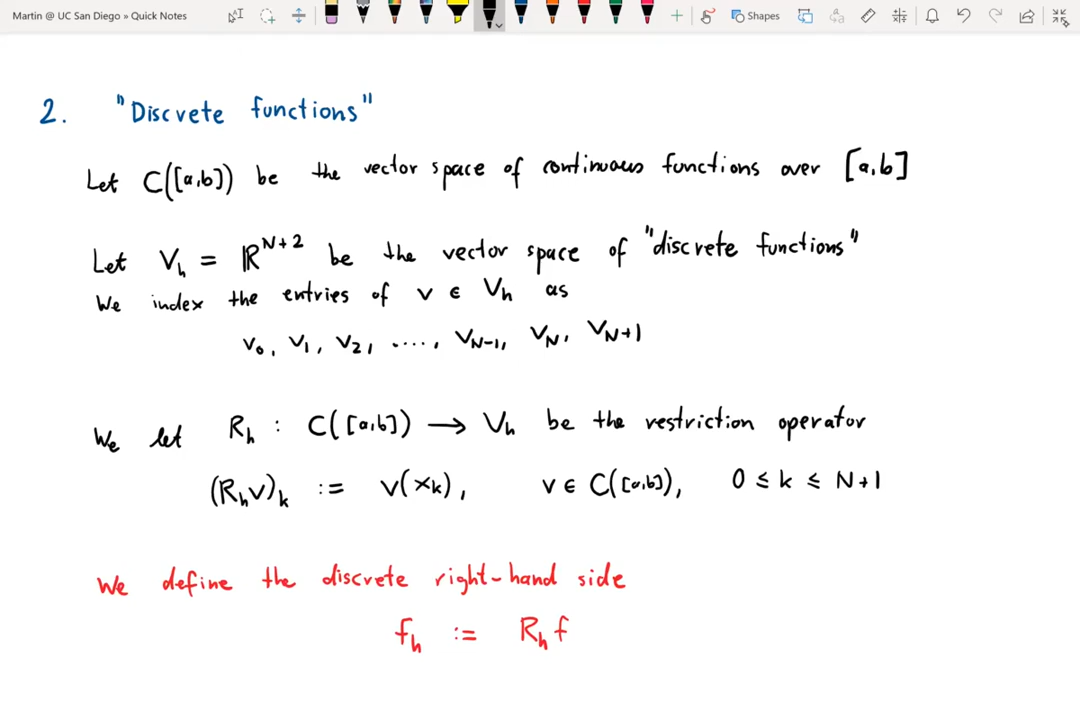 Martin @ UC San Diego » Quick Notes
Shapes
2. "Discrete functions"
Let C([a,b]) be the vector space of continuous functions over [a,b]
Let V_h = ℝ^{N+2} be the vector space of "discrete functions"
We index the entries of v ∈ V_h as
v_0, v_1, v_2, ...., v_{N-1}, v_N, v_{N+1}
We let R_h : C([a,b]) → V_h be the restriction operator
(R_h v)_k := v(x_k), v ∈ C([a,b]), 0 ≤ k ≤ N+1
We define the discrete right-hand side
f_h := R_h f